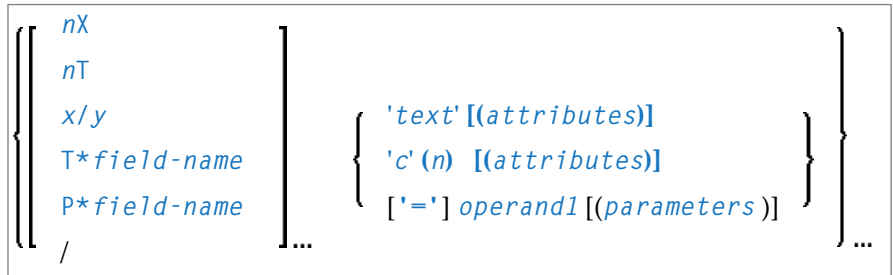 nX
nT
x/y
'text' [(attributes)]
T*field-name
'c' (n) [(attributes)]
P*field-name
['='] operand1 [(parameters )]
/
... ...